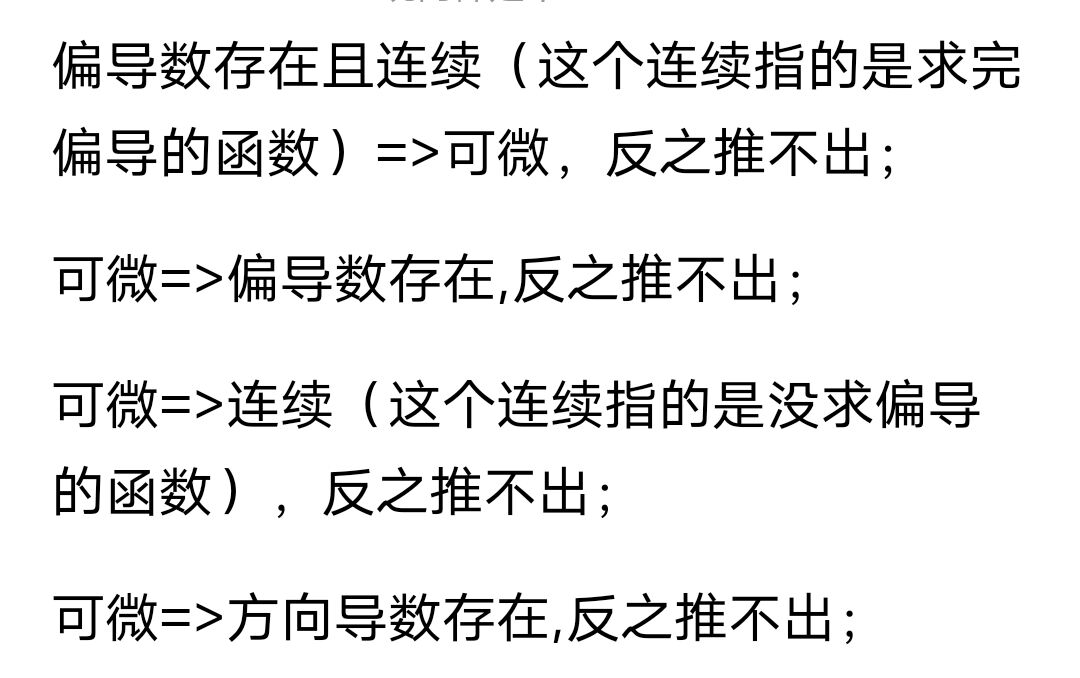 偏导数存在且连续（这个连续指的是求完
偏导的函数）=>可微，反之推不出；
可微=>偏导数存在,反之推不出；
可微=>连续（这个连续指的是没求偏导
的函数），反之推不出；
可微=>方向导数存在,反之推不出；